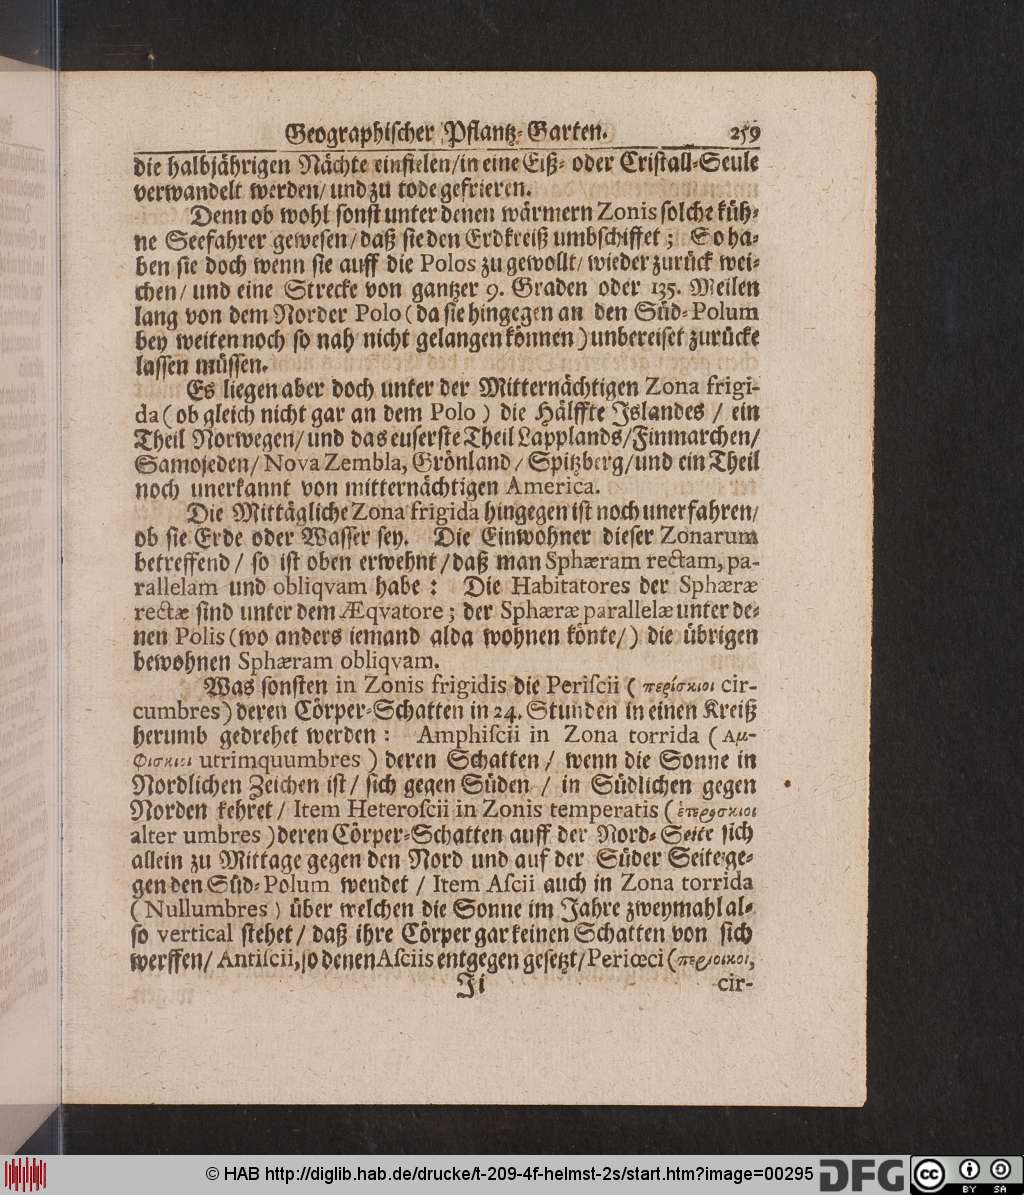 Geographischer Pflantz-Garten. 259
die halbjährigen Nächte einfielen/in eine Eiß- oder Cristall-Seule
verwandelt werden/ und zu tode gefrieren.
Denn ob wohl sonst unter denen wärmern Zonis solche küh-
ne Seefahrer gewesen/daß sie den Erdkreiß umbschiffet; So ha-
ben sie doch wenn sie auff die Polos zu gewollt/ wieder zurück wei-
chen/ und eine Strecke von gantzer 9. Graden oder 135. Meilen
lang von dem Norder Polo (da sie hingegen an den Süd-Polum
bey weiten noch so nah nicht gelangen können) unbereiset zurücke
lassen müssen.
Es liegen aber doch unter der Mitternächtigen Zona frigi-
da (ob gleich nicht gar an dem Polo) die Hälffte Jslandes / ein
Theil Norwegen/ und das euserste Theil Lapplands/Finmarchen/
Samojeden/ Nova Zembla, Grönland/ Spitzberg/und ein Theil
noch unerkannt von mitternächtigen America.
Die Mittägliche Zona frigida hingegen ist noch unerfahren/
ob sie Erde oder Wasser sey. Die Einwohner dieser Zonarum
betreffend/ so ist oben erwehnt/daß man Sphæram rectam, pa-
rallelam und obliqvam habe: Die Habitatores der Sphæræ
rectæ sind unter dem Æqvatore; der Sphæræ parallelæ unter de-
nen Polis (wo anders iemand alda wohnen könte/) die übrigen
bewohnen Sphæram obliqvam.
Was sonsten in Zonis frigidis die Periſcii (περίσκιοι cir-
cumbres) deren Cörper-Schatten in 24. Stunden in einen Kreiß
herumb gedrehet werden: Amphiſcii in Zona torrida (Αμ-
Φισκιοι utrimquumbres) deren Schatten/ wenn die Sonne in
Nordlichen Zeichen ist/ sich gegen Süden / in Südlichen gegen
Norden kehret/ Item Heteroſcii in Zonis temperatis (ἑτερσκιοι
alter umbres) deren Cörper-Schatten auff der Nord-Seite sich
allein zu Mittage gegen den Nord und auf der Süder Seite ge-
gen den Süd-Polum wendet / Item Aſcii auch in Zona torrida
(Nullumbres) über welchen die Sonne im Jahre zweymahl al-
so vertical stehet/ daß ihre Cörper gar keinen Schatten von sich
werffen/ Antiſcii, so denen Aſciis entgegen gesetzt/ Periœci (περίοικοι,
Ji cir-
© HAB http://diglib.hab.de/drucke/t-209-4f-helmst-2s/start.htm?image=00295 DFG cc BY SA